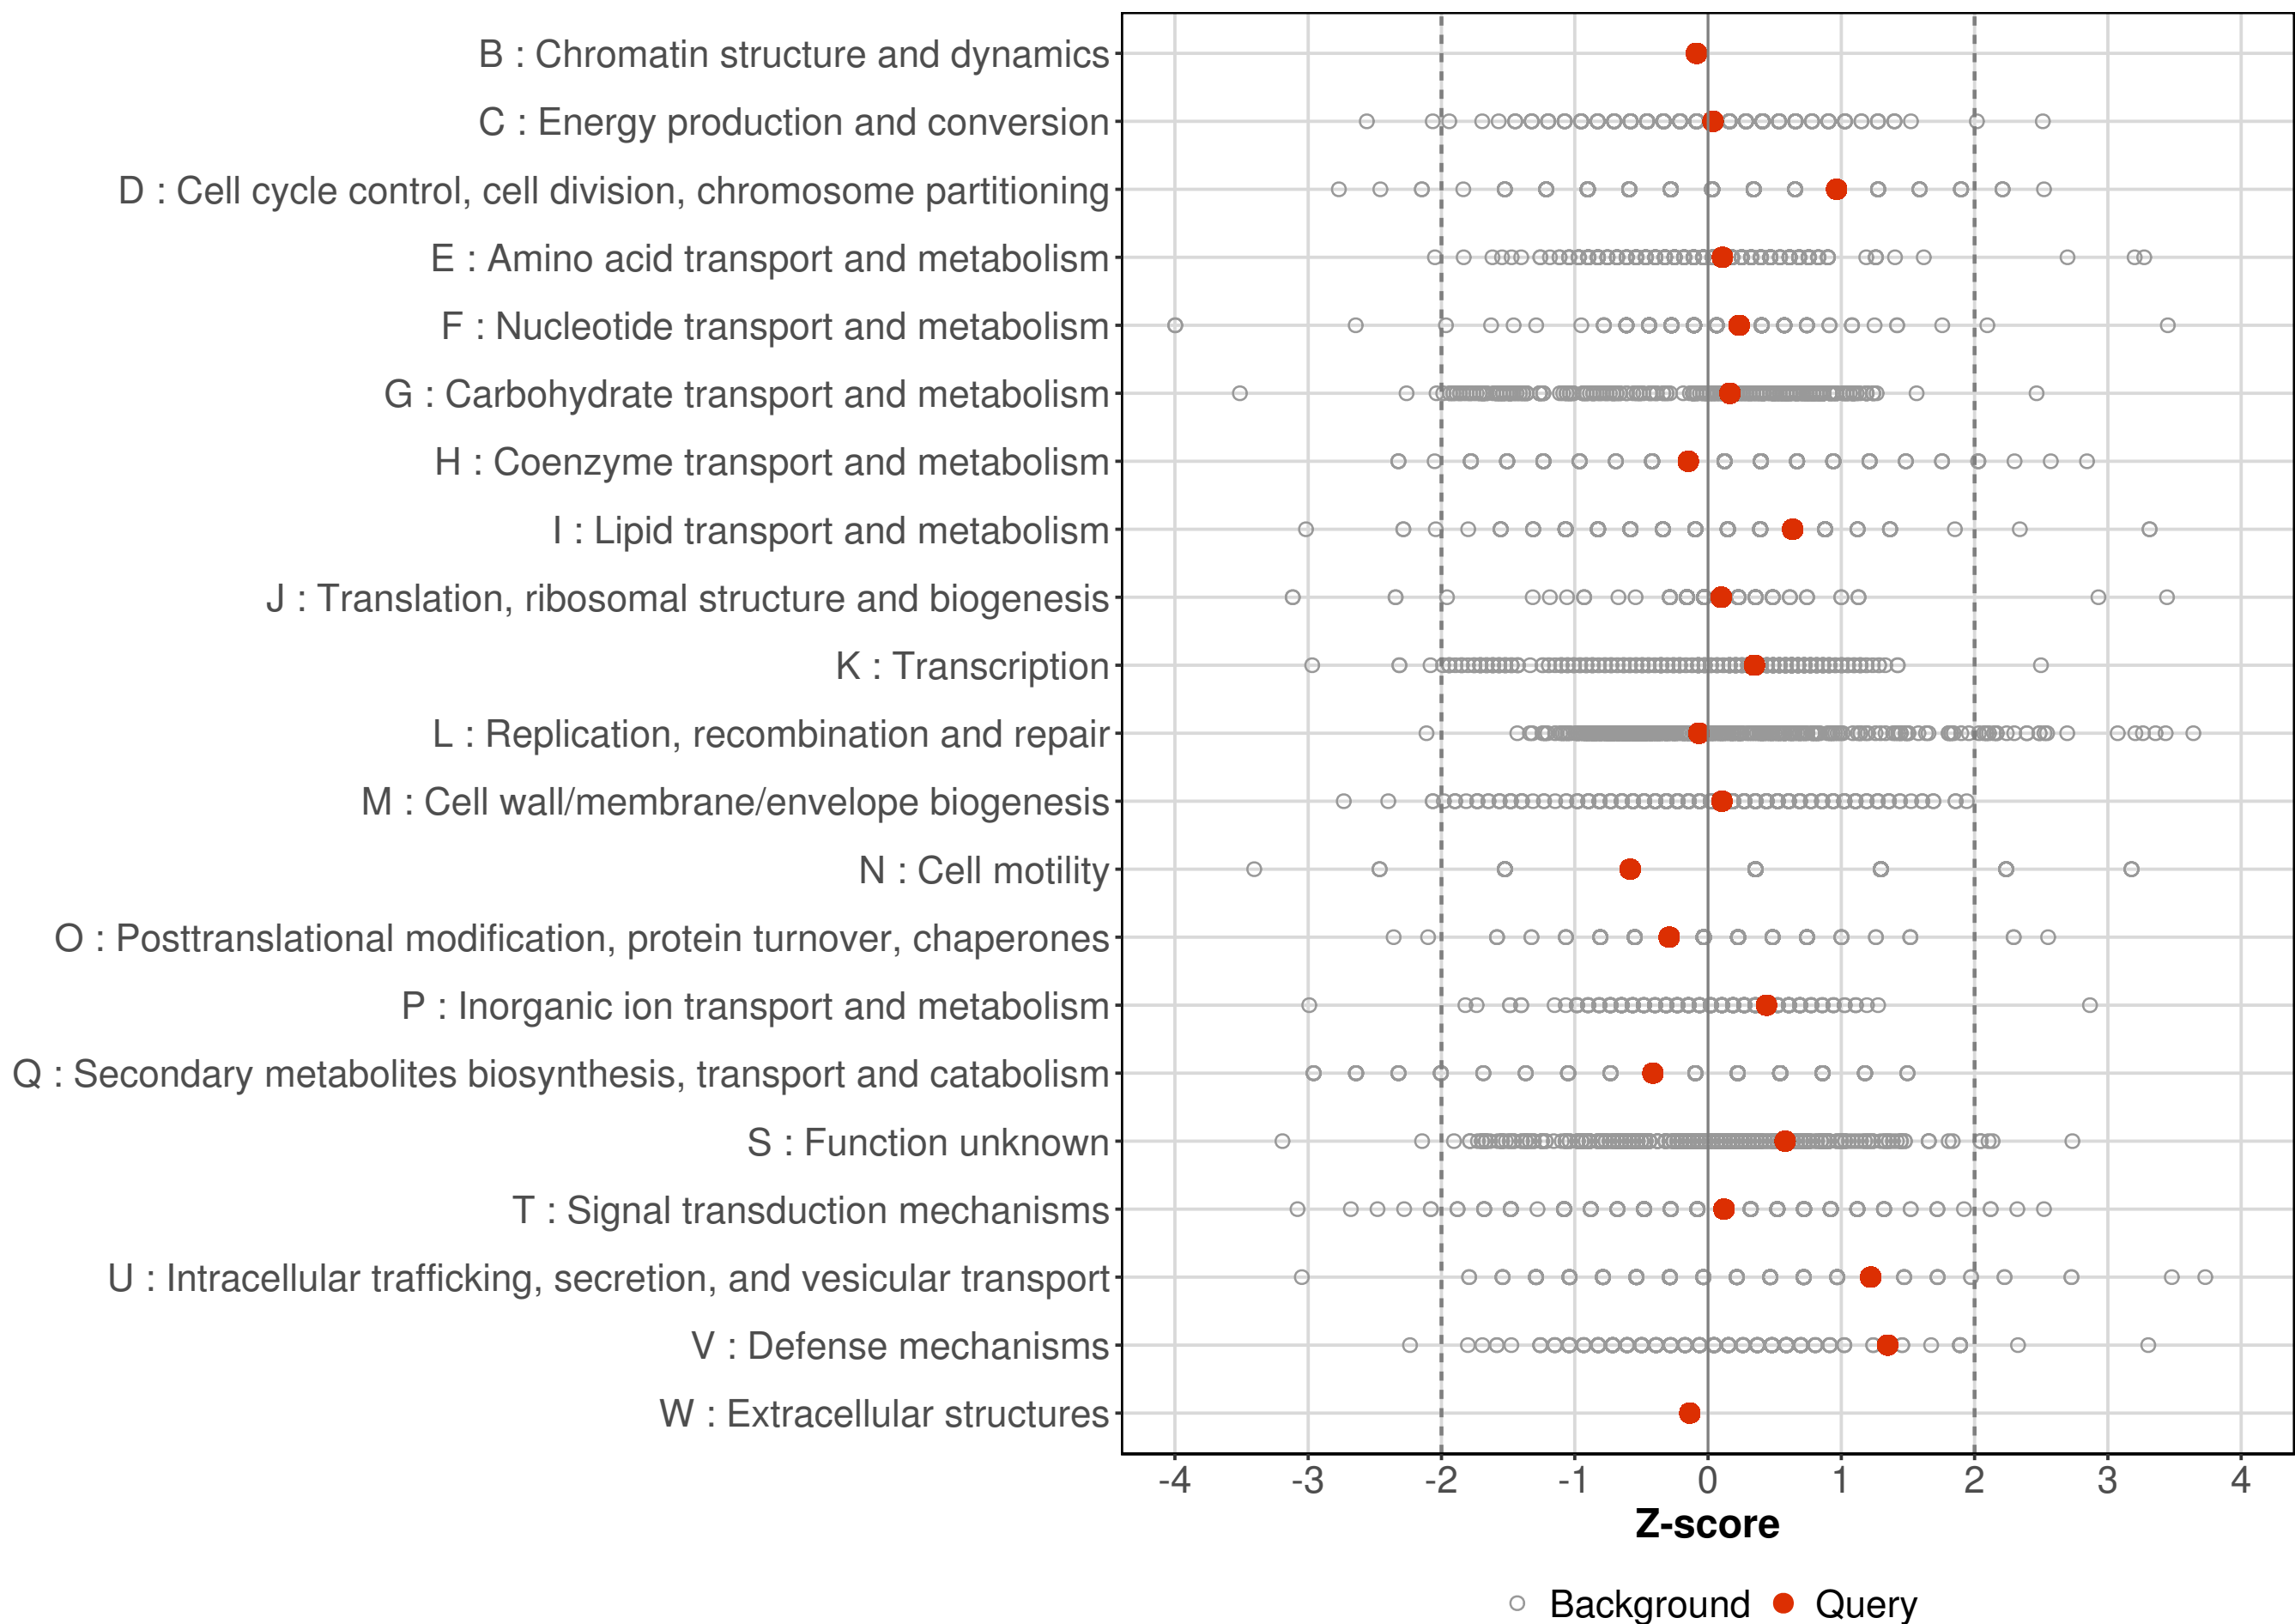 B : Chromatin structure and dynamics
C : Energy production and conversion
D : Cell cycle control, cell division, chromosome partitioning
E : Amino acid transport and metabolism
F : Nucleotide transport and metabolism
G : Carbohydrate transport and metabolism
H : Coenzyme transport and metabolism
I : Lipid transport and metabolism
J : Translation, ribosomal structure and biogenesis
K : Transcription
L : Replication, recombination and repair
M : Cell wall/membrane/envelope biogenesis
N : Cell motility
O : Posttranslational modification, protein turnover, chaperones
P : Inorganic ion transport and metabolism
Q : Secondary metabolites biosynthesis, transport and catabolism
S : Function unknown
T : Signal transduction mechanisms
U : Intracellular trafficking, secretion, and vesicular transport
V : Defense mechanisms
W : Extracellular structures
-4 -3 -2 -1 0 1 2 3 4
Z-score
Background Query